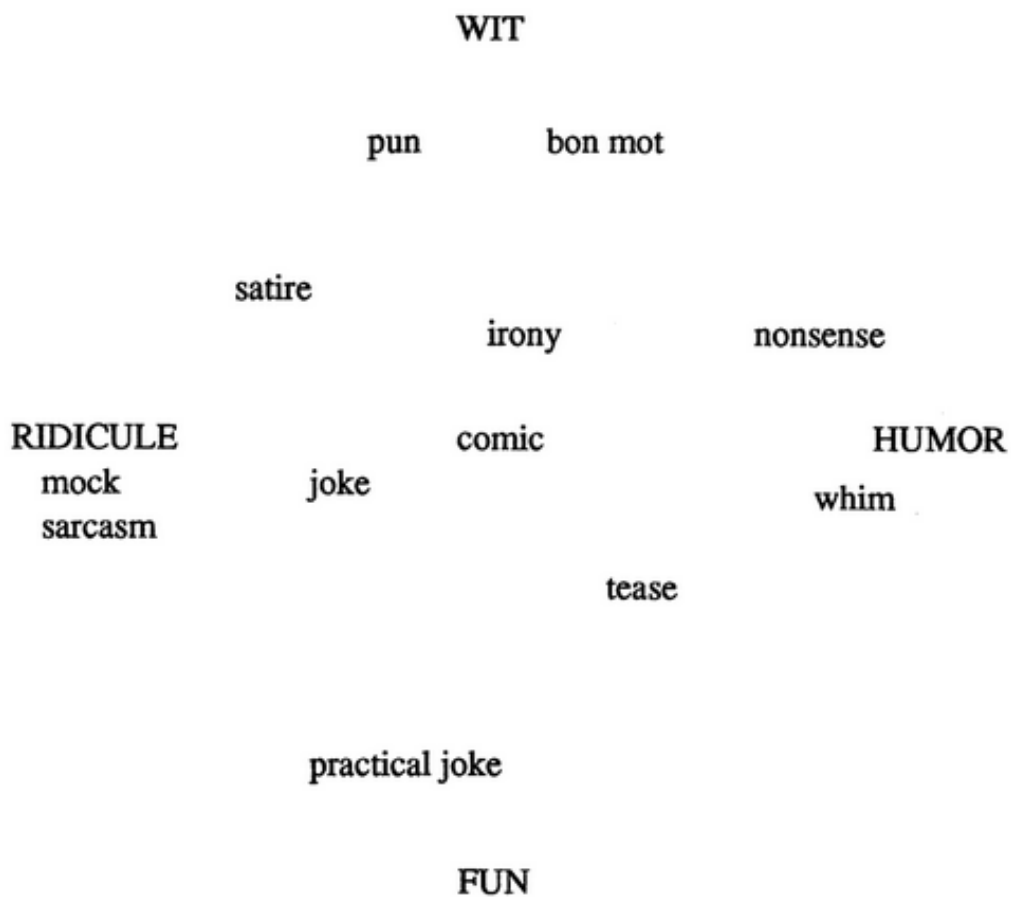 WIT
pun bon mot
satire
irony nonsense
RIDICULE comic HUMOR
mock joke whim
sarcasm
tease
practical joke
FUN